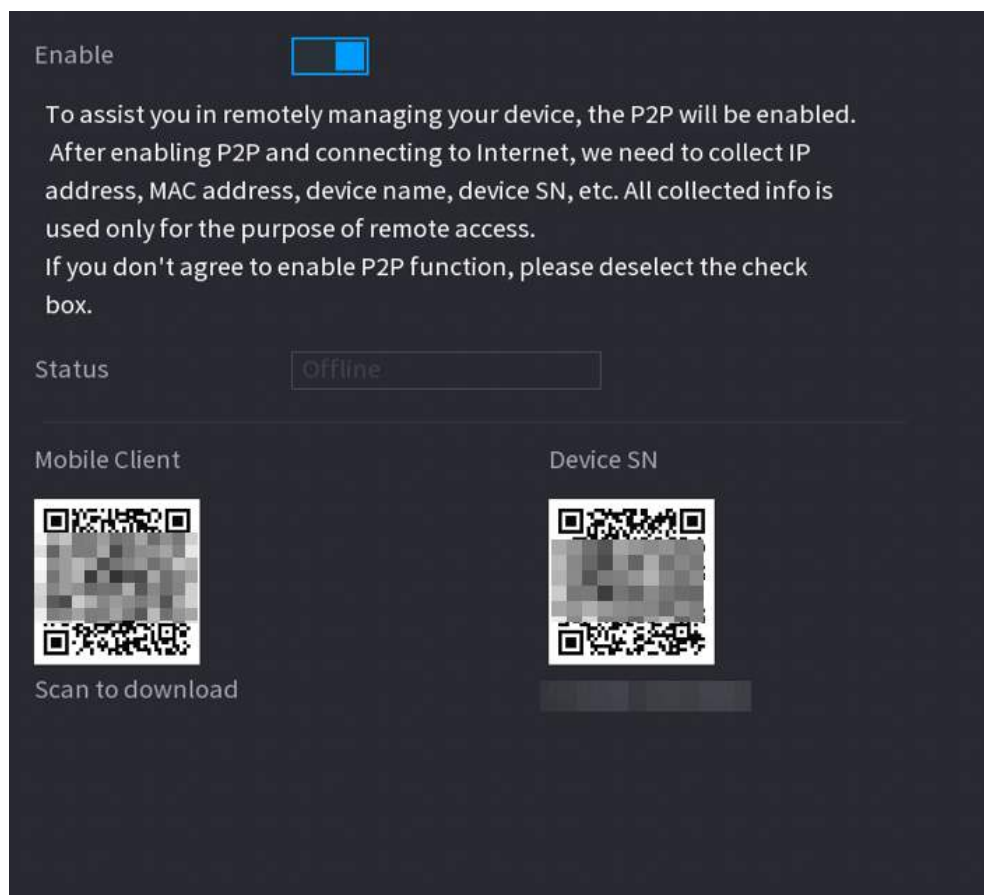 Enable
To assist you in remotely managing your device, the P2P will be enabled.
After enabling P2P and connecting to Internet, we need to collect IP
address, MAC address, device name, device SN, etc. All collected info is
used only for the purpose of remote access.
If you don't agree to enable P2P function, please deselect the check
box.
Status
Offline
Mobile Client
Device SN
Scan to download